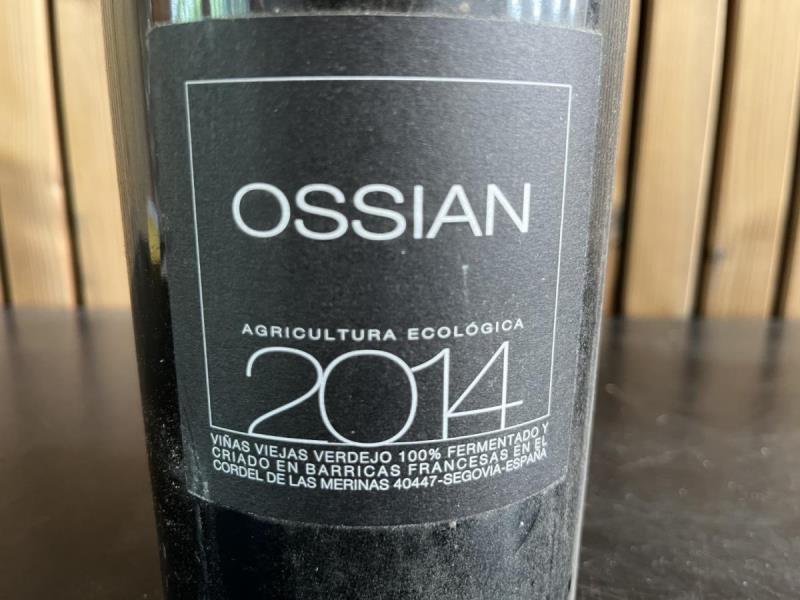 OSSIAN
AGRICULTURA ECOLÓGICA
2014
VIÑAS VIEJAS VERDEJO 100% FERMENTADO Y
CRIADO EN BARRICAS FRANCESAS EN EL
CORDEL DE LAS MERINAS 40447-SEGOVIA-ESPAÑA